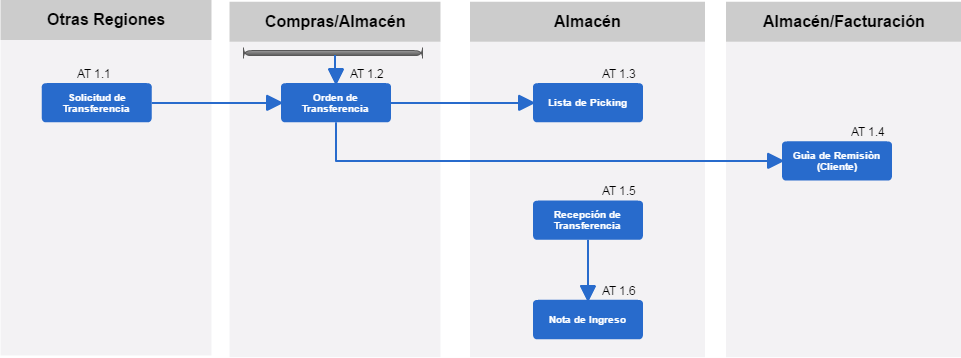 Otras Regiones
Compras/Almacén
Almacén
Almacén/Facturación
AT 1.1
Solicitud de
Transferencia
AT 1.2
Orden de
Transferencia
AT 1.3
Lista de Picking
AT 1.4
Guìa de Remisiòn
(Cliente)
AT 1.5
Recepción de
Transferencia
AT 1.6
Nota de Ingreso